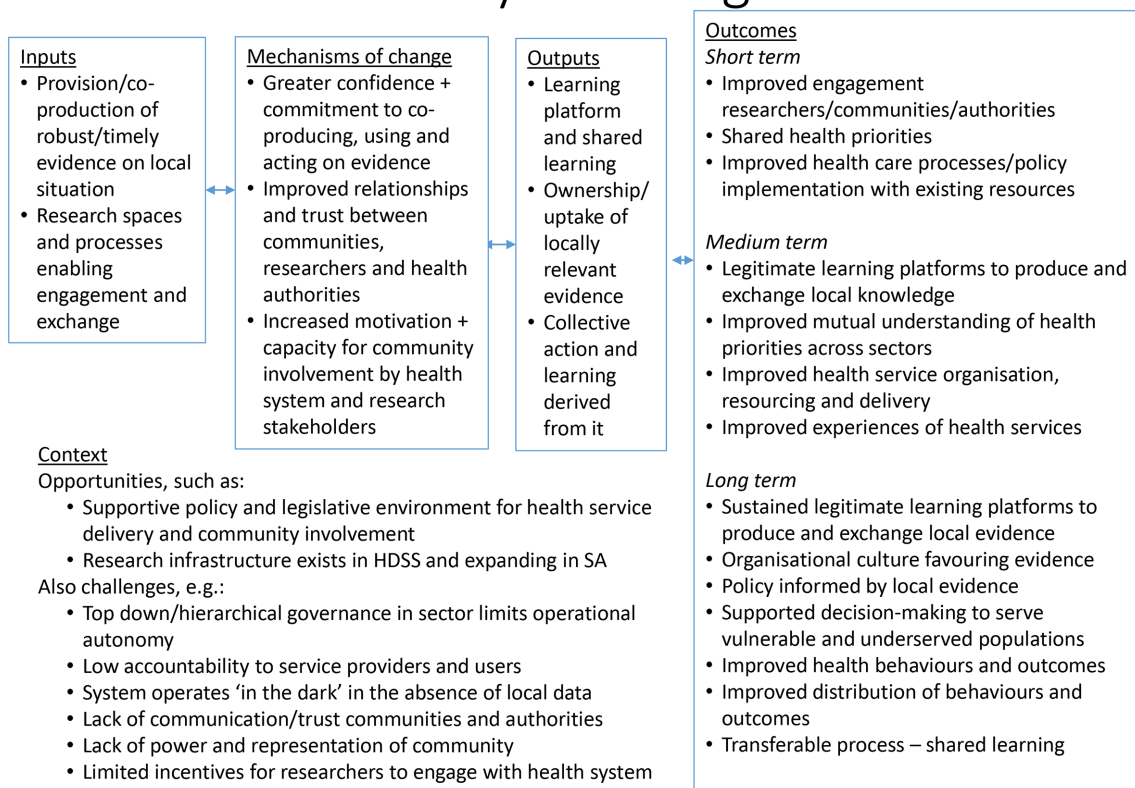 Inputs
• Provision/co-
production of
robust/timely
evidence on local
situation
• Research spaces
and processes
enabling
engagement and
exchange
Mechanisms of change
• Greater confidence +
commitment to co-
producing, using and
acting on evidence
• Improved relationships
and trust between
communities,
researchers and health
authorities
• Increased motivation +
capacity for community
involvement by health
system and research
stakeholders
Outputs
• Learning
platform
and shared
learning
• Ownership/
uptake of
locally
relevant
evidence
• Collective
action and
learning
derived
from it
Outcomes
Short term
• Improved engagement
researchers/communities/authorities
• Shared health priorities
• Improved health care processes/policy
implementation with existing resources
Medium term
• Legitimate learning platforms to produce and
exchange local knowledge
• Improved mutual understanding of health
priorities across sectors
• Improved health service organisation,
resourcing and delivery
• Improved experiences of health services
Long term
• Sustained legitimate learning platforms to
produce and exchange local evidence
• Organisational culture favouring evidence
• Policy informed by local evidence
• Supported decision-making to serve
vulnerable and underserved populations
• Improved health behaviours and outcomes
• Improved distribution of behaviours and
outcomes
• Transferable process – shared learning
Context
Opportunities, such as:
• Supportive policy and legislative environment for health service
delivery and community involvement
• Research infrastructure exists in HDSS and expanding in SA
Also challenges, e.g.:
• Top down/hierarchical governance in sector limits operational
autonomy
• Low accountability to service providers and users
• System operates ‘in the dark’ in the absence of local data
• Lack of communication/trust communities and authorities
• Lack of power and representation of community
• Limited incentives for researchers to engage with health system